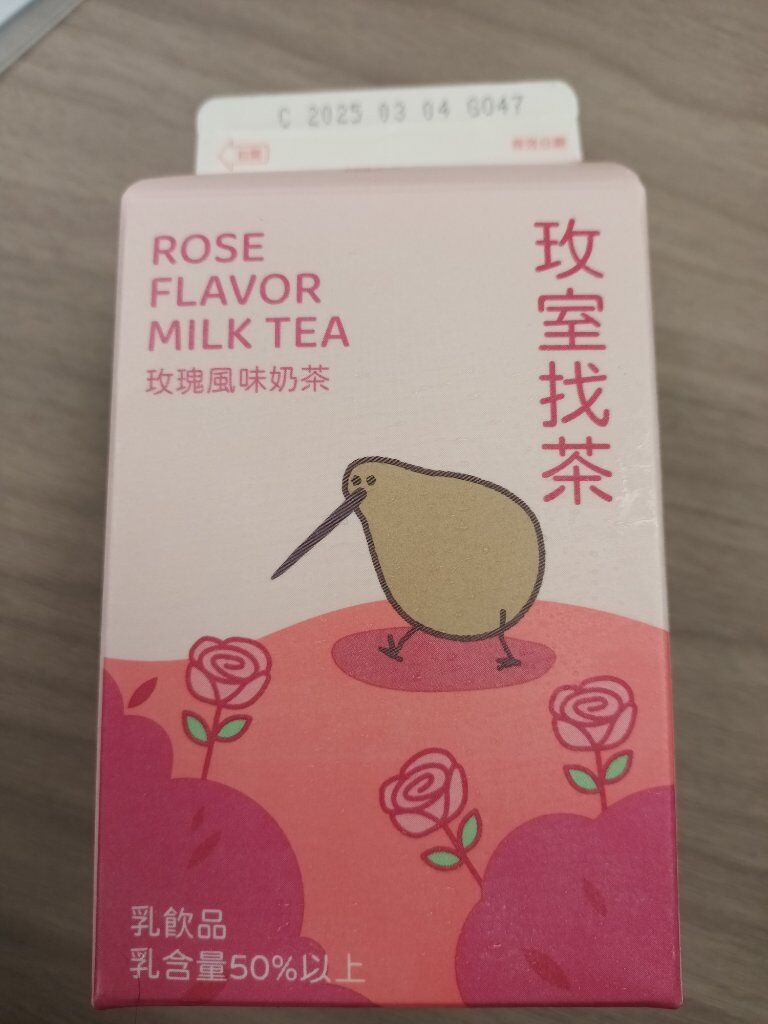 C 2025 03 04 G047
ROSE
FLAVOR
MILK TEA
玫瑰風味奶茶
玫室找茶
乳飲品
乳含量50%以上